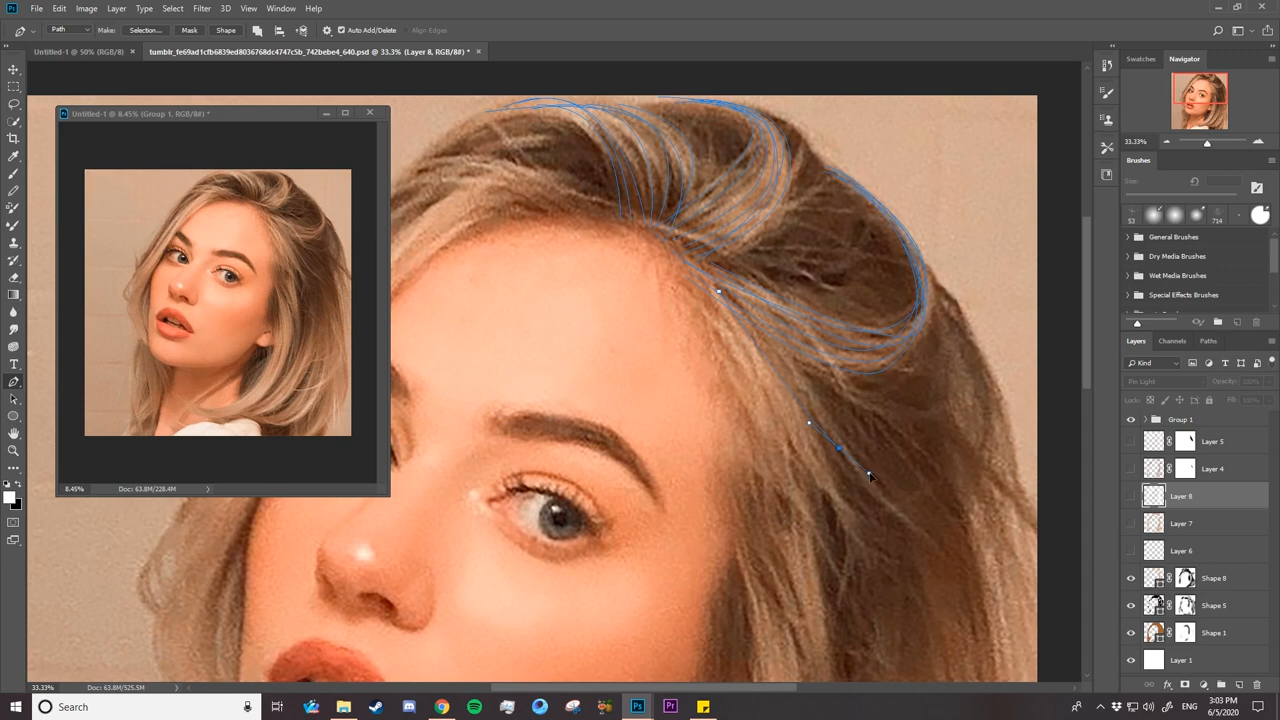 File Edit Image Layer Type Select Filter 3D View Window Help
Path Make: Selection... Mask Shape Auto Add/Delete Align Edges
Untitled-1 @ 50% (RGB/8) × tumblr_fe69ad1cfb6839ed8036768dc4747c5b_742bebe4_640.psd @ 33.3% (Layer 8, RGB/8#) * ×
Swatches Navigator
Untitled-1 @ 8.45% (Group 1, RGB/8#) *
33.33%
Brushes
Size:
53 714
General Brushes
Dry Media Brushes
Wet Media Brushes
Special Effects Brushes
Layers Channels Paths
Kind
Pin Light Opacity: 100%
Lock: Fill: 100%
Group 1
Layer 5
Layer 4
Layer 8
Layer 7
Layer 6
Shape 8
Shape 5
Shape 1
Layer 1
8.45% Doc: 63.8M/228.4M
33.33% Doc: 63.8M/525.5M
Search
ENG
3:03 PM
6/5/2020